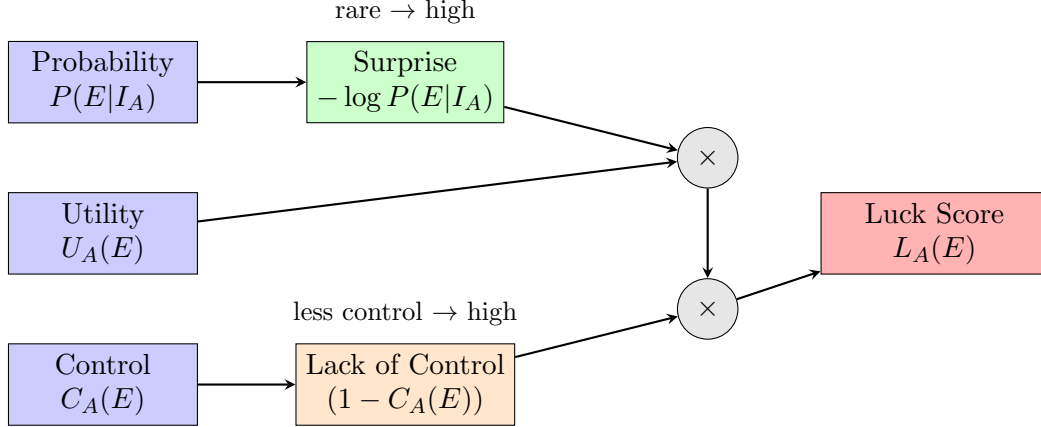 rare → high
Probability
P(E|I_A)
Surprise
− log P(E|I_A)
×
Utility
U_A(E)
Luck Score
L_A(E)
×
less control → high
Control
C_A(E)
Lack of Control
(1 − C_A(E))